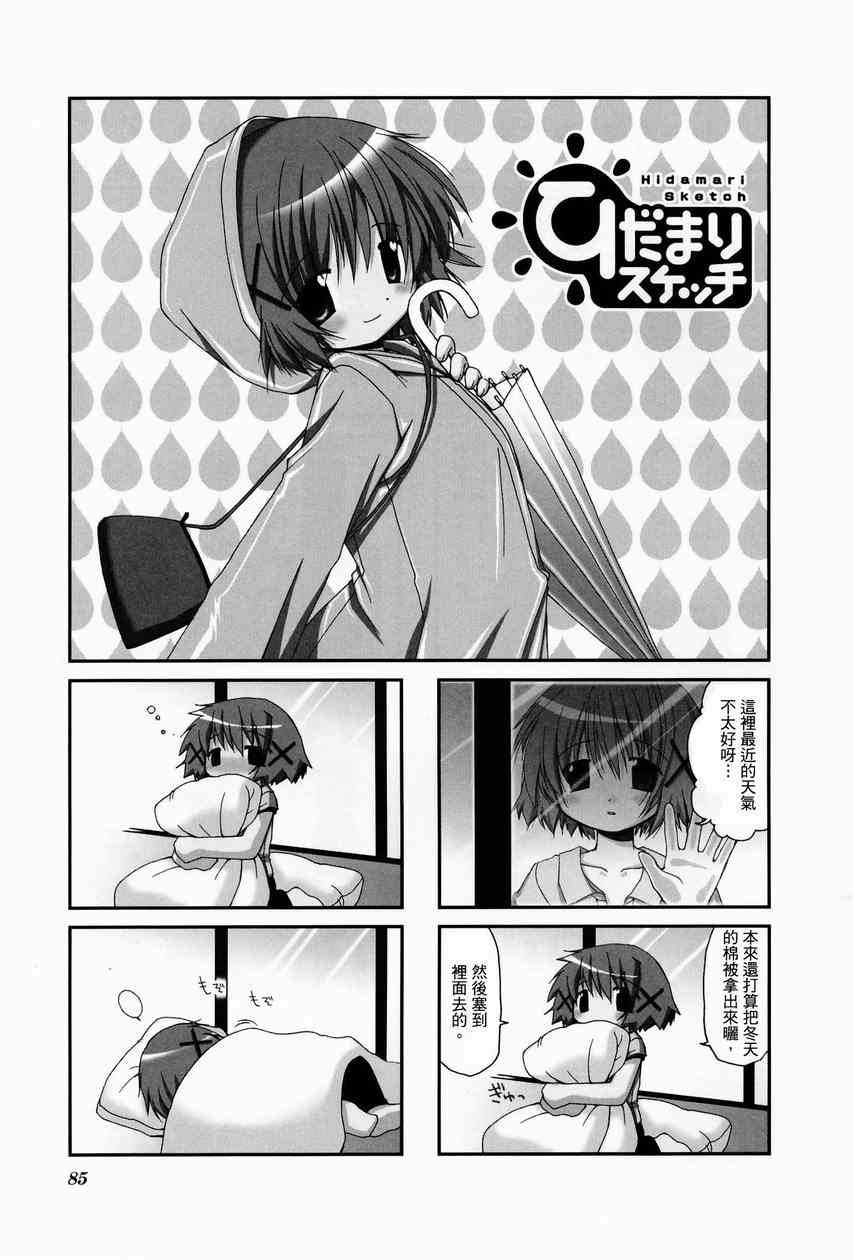 Hidamari
Sketch
ひだまり
スケッチ
這裡最近的天氣
不太好呀…
本來還打算把冬天
的棉被拿出來曬，
ぎゅっ
然後塞到
裡面去的。
もぞ
もぞ
85